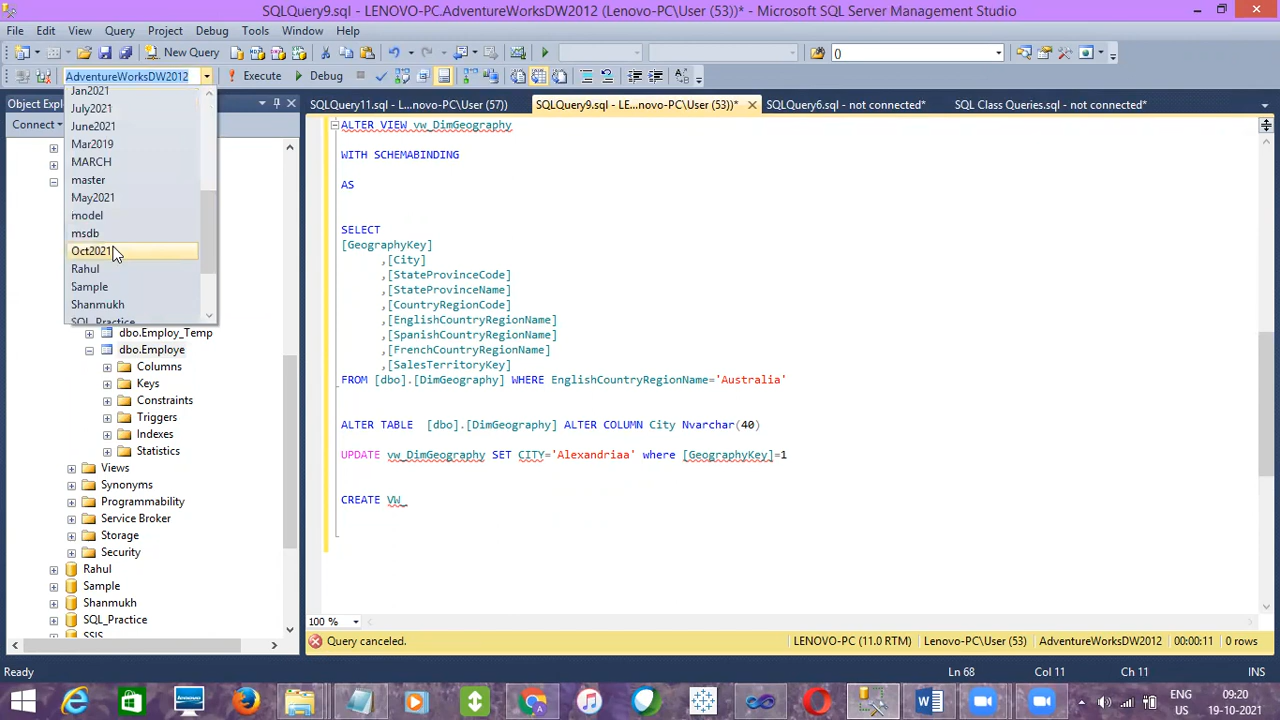 SQLQuery9.sql - LENOVO-PC.AdventureWorksDW2012 (Lenovo-PC\User (53))* - Microsoft SQL Server Management Studio
File Edit View Query Project Debug Tools Window Help
New Query
()
AdventureWorksDW2012
Execute
Debug
Jan2021
July2021
June2021
Mar2019
MARCH
master
May2021
model
msdb
Oct2021
Rahul
Sample
Shanmukh
SQL_Practice
Object Expl
Connect
dbo.Employ_Temp
dbo.Employe
Columns
Keys
Constraints
Triggers
Indexes
Statistics
Views
Synonyms
Programmability
Service Broker
Storage
Security
Rahul
Sample
Shanmukh
SQL_Practice
SSIS
SQLQuery11.sql - L...novo-PC\User (57)) SQLQuery9.sql - LE...novo-PC\User (53))* SQLQuery6.sql - not connected* SQL Class Queries.sql - not connected*
ALTER VIEW vw_DimGeography
WITH SCHEMABINDING
AS
SELECT
[GeographyKey]
,[City]
,[StateProvinceCode]
,[StateProvinceName]
,[CountryRegionCode]
,[EnglishCountryRegionName]
,[SpanishCountryRegionName]
,[FrenchCountryRegionName]
,[SalesTerritoryKey]
FROM [dbo].[DimGeography] WHERE EnglishCountryRegionName='Australia'
ALTER TABLE [dbo].[DimGeography] ALTER COLUMN City Nvarchar(40)
UPDATE vw_DimGeography SET CITY='Alexandriaa' where [GeographyKey]=1
CREATE VW_
100 %
Query canceled.
LENOVO-PC (11.0 RTM) Lenovo-PC\User (53) AdventureWorksDW2012 00:00:11 0 rows
Ready
Ln 68 Col 11 Ch 11 INS
ENG
US
09:20
19-10-2021